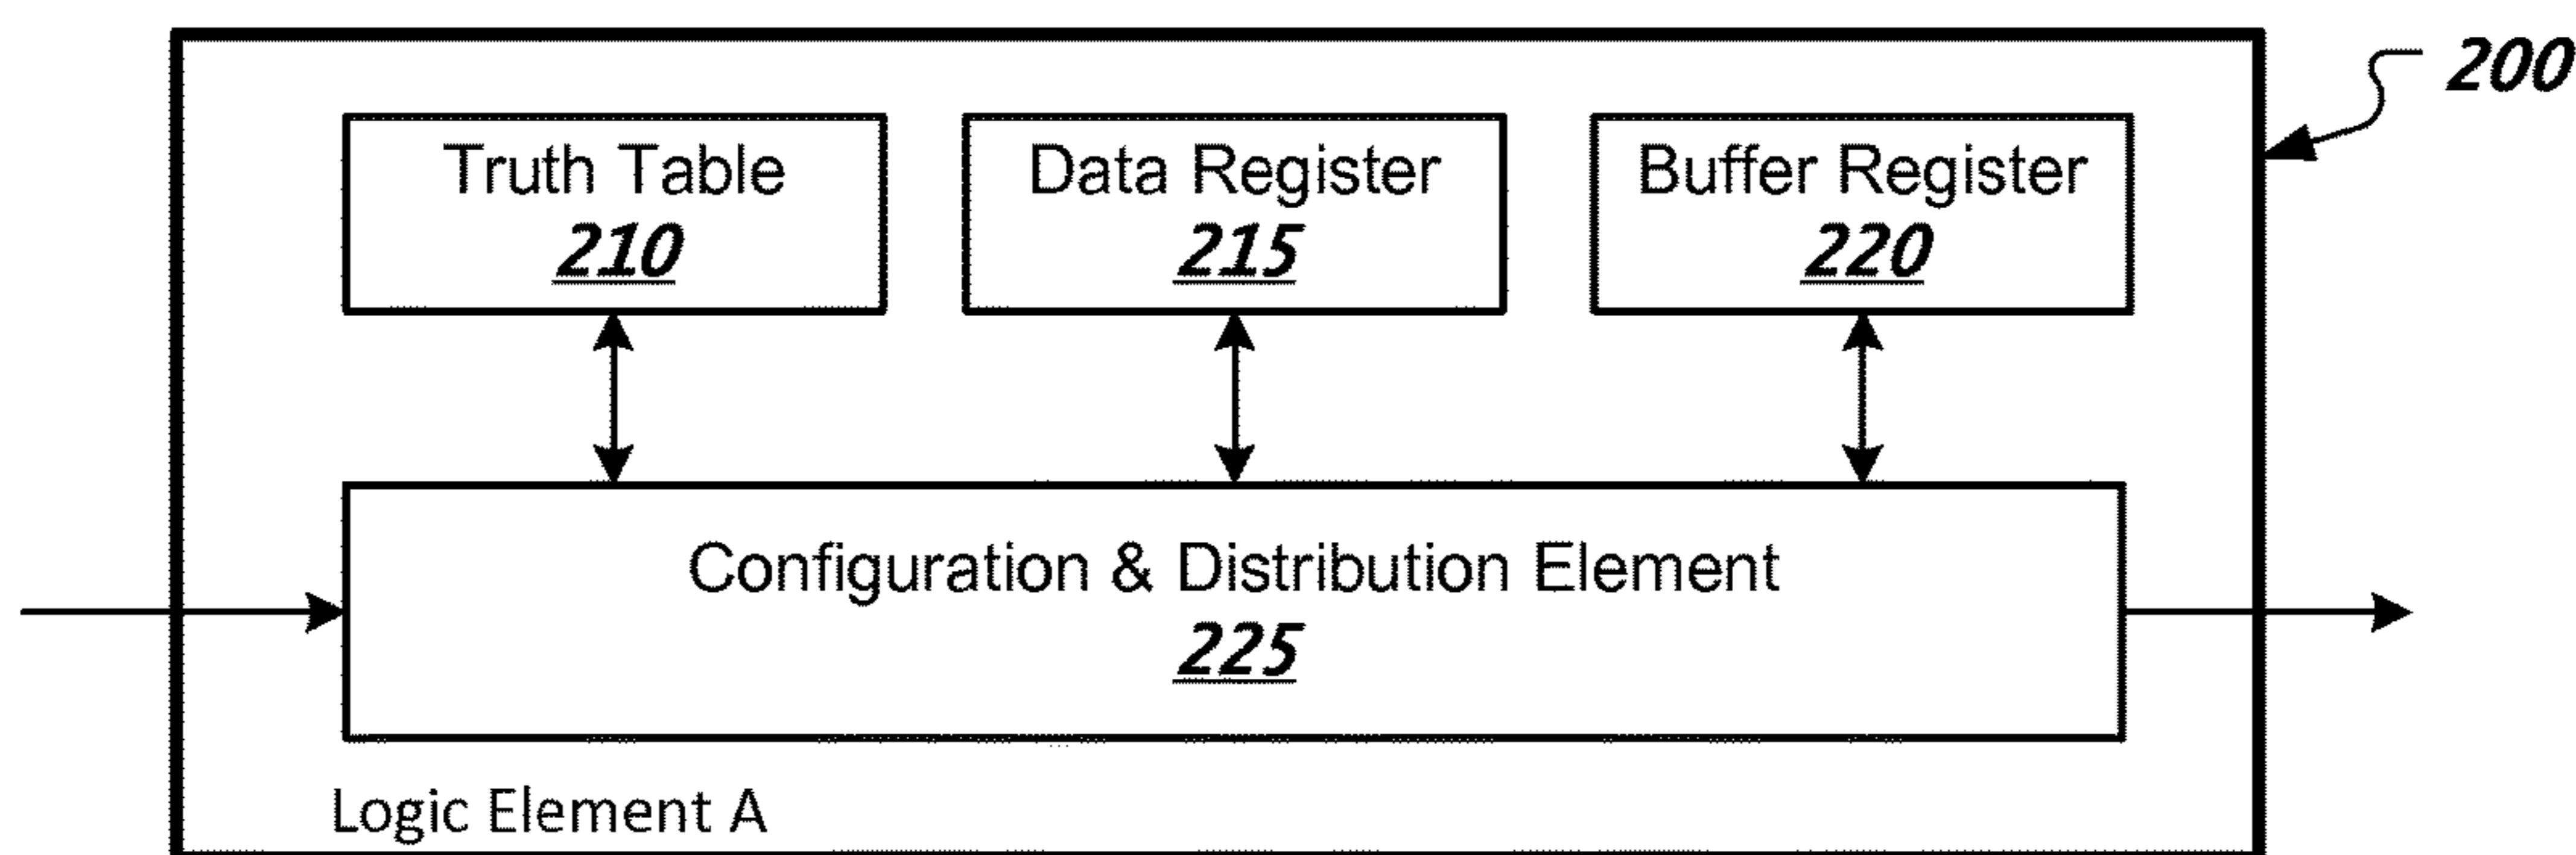 200
Truth Table
210
Data Register
215
Buffer Register
220
Configuration & Distribution Element
225
Logic Element A